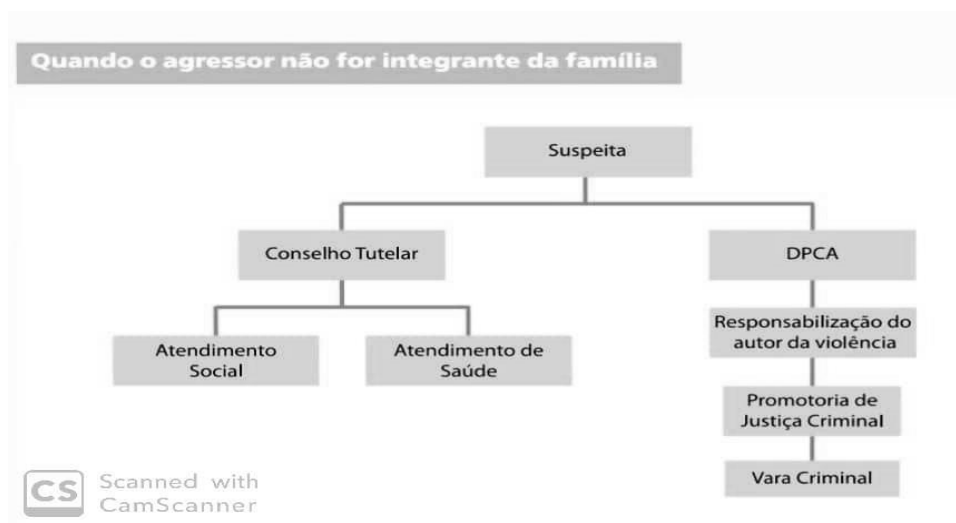 Quando o agressor não for integrante da família
Suspeita
Conselho Tutelar
DPCA
Atendimento
Social
Atendimento de
Saúde
Responsabilização do
autor da violência
Promotoria de
Justiça Criminal
Vara Criminal
CS
Scanned with
CamScanner